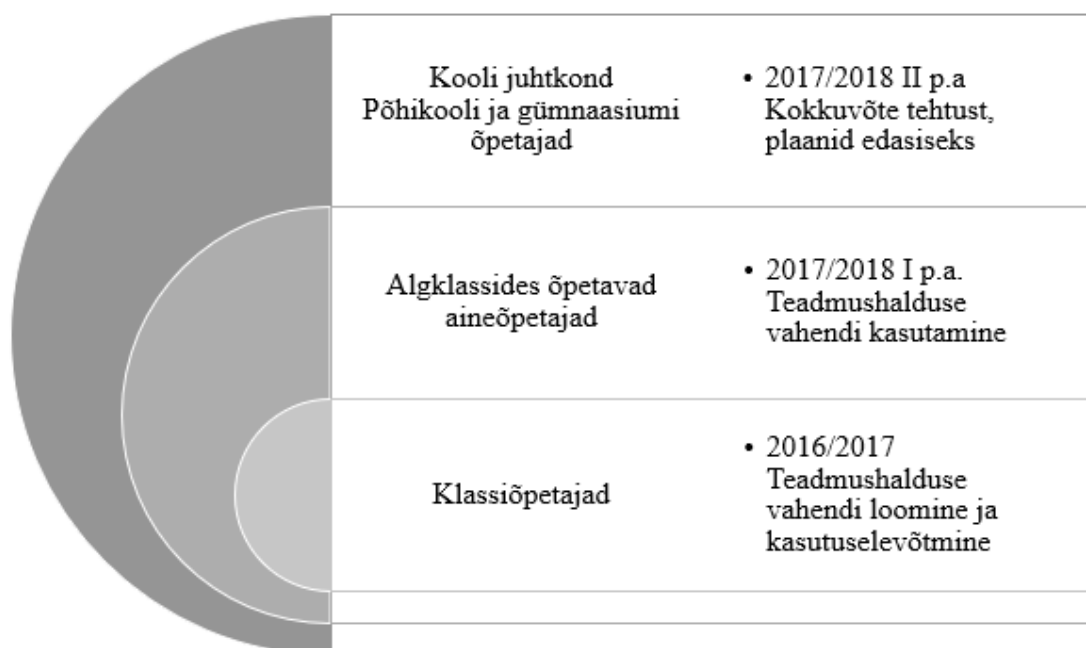 Kooli juhtkond
Põhikooli ja gümnaasiumi
õpetajad
• 2017/2018 II p.a
Kokkuvõte tehtust,
plaanid edasiseks
Algklassides õpetavad
aineõpetajad
• 2017/2018 I p.a.
Teadmushalduse
vahendi kasutamine
Klassiõpetajad
• 2016/2017
Teadmushalduse
vahendi loomine ja
kasutuselevõtmine